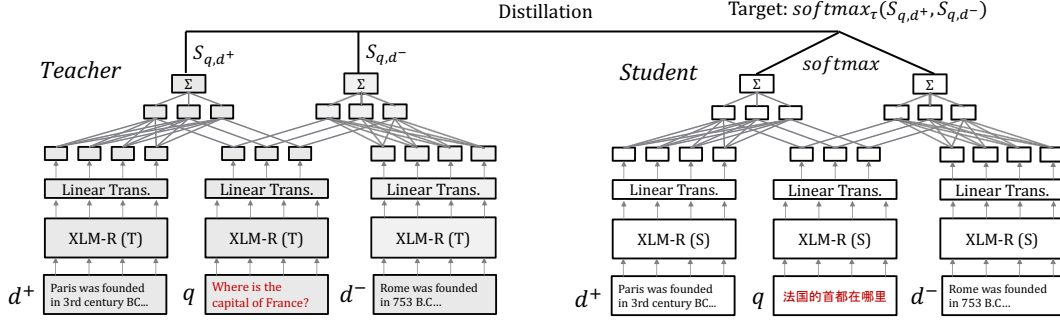 Distillation
Target: softmax_τ(S_{q,d⁺}, S_{q,d⁻})
Teacher
S_{q,d⁺}
S_{q,d⁻}
Student
softmax
Σ
Σ
Σ
Σ
Linear Trans.
Linear Trans.
Linear Trans.
Linear Trans.
Linear Trans.
Linear Trans.
XLM-R (T)
XLM-R (T)
XLM-R (T)
XLM-R (S)
XLM-R (S)
XLM-R (S)
d⁺
Paris was founded
in 3rd century BC...
q
Where is the
capital of France?
d⁻
Rome was founded
in 753 B.C...
d⁺
Paris was founded
in 3rd century BC...
q
法国的首都在哪里
d⁻
Rome was founded
in 753 B.C...